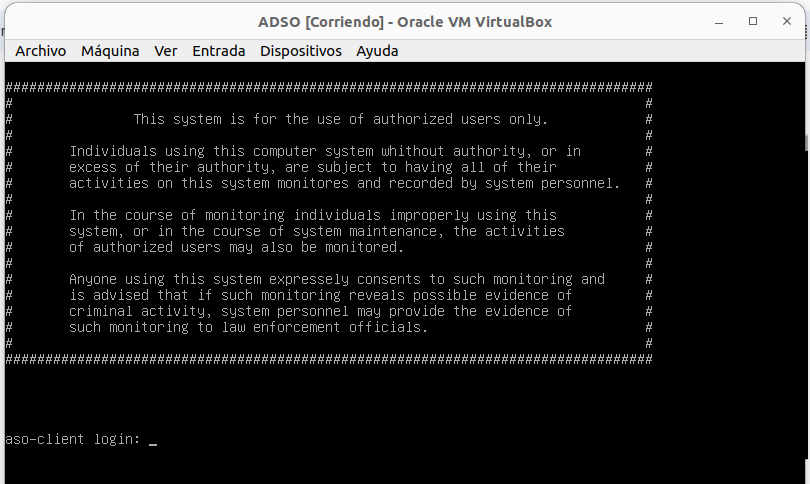 ADSO [Corriendo] - Oracle VM VirtualBox
Archivo Máquina Ver Entrada Dispositivos Ayuda
#################################################################################
# #
# This system is for the use of authorized users only. #
# #
# Individuals using this computer system whithout authority, or in #
# excess of their authority, are subject to having all of their #
# activities on this system monitores and recorded by system personnel. #
# #
# In the course of monitoring individuals improperly using this #
# system, or in the course of system maintenance, the activities #
# of authorized users may also be monitored. #
# #
# Anyone using this system expressely consents to such monitoring and #
# is advised that if such monitoring reveals possible evidence of #
# criminal activity, system personnel may provide the evidence of #
# such monitoring to law enforcement officials. #
# #
#################################################################################
aso-client login: _